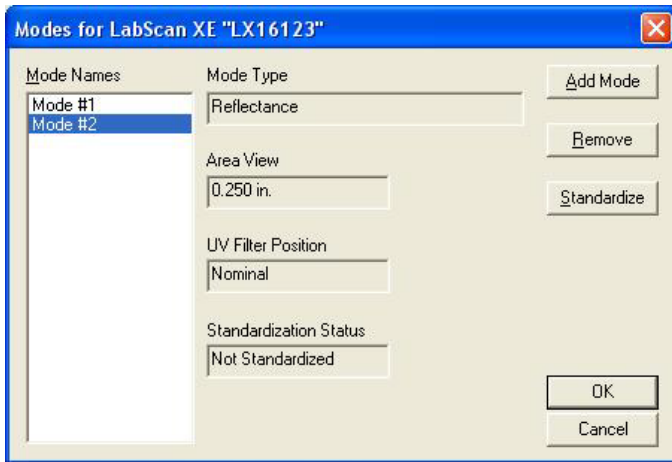 Modes for LabScan XE "LX16123"
Mode Names
Mode #1
Mode #2
Mode Type
Reflectance
Area View
0.250 in.
UV Filter Position
Nominal
Standardization Status
Not Standardized
Add Mode
Remove
Standardize
OK
Cancel